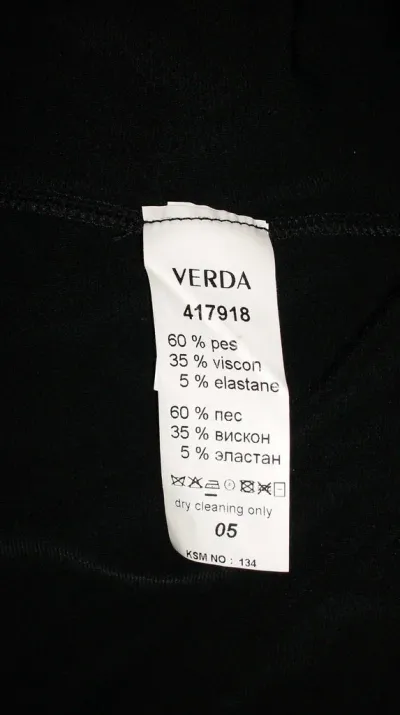 VERDA
417918
60 % pes
35 % viscon
5 % elastane
60 % пес
35 % вискон
5 % эластан
dry cleaning only
05
KSM NO : 134